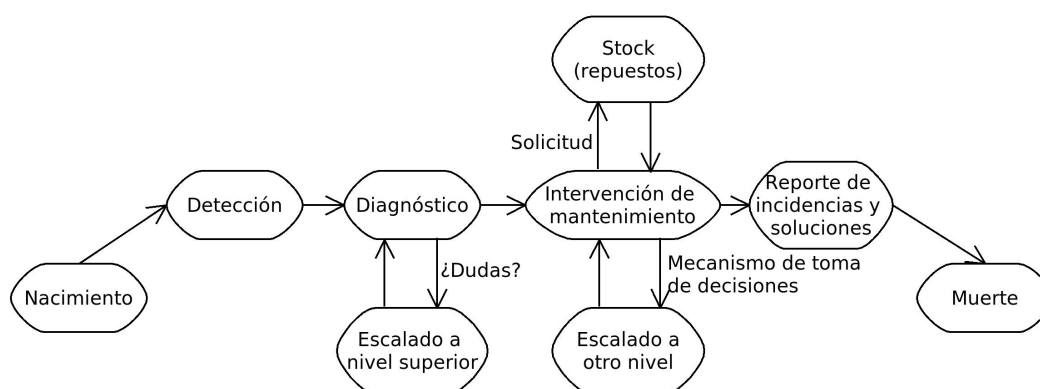 Stock
(repuestos)
Solicitud
Detección
Diagnóstico
Intervención de
mantenimiento
Reporte de
incidencias y
soluciones
Nacimiento
¿Dudas?
Mecanismo de toma
de decisiones
Muerte
Escalado a
nivel superior
Escalado a
otro nivel